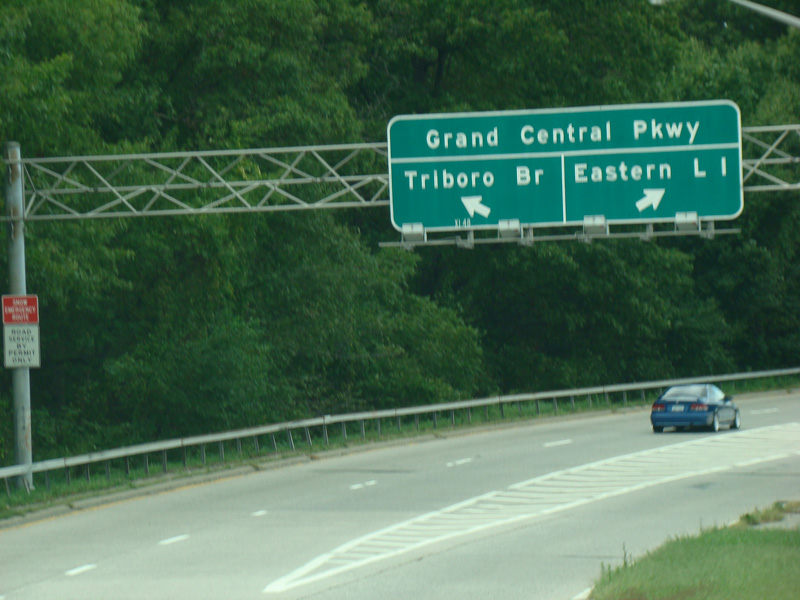 Grand Central Pkwy
Triboro Br
Eastern L I
SNOW
EMERGENCY
ROUTE
ROAD
SERVICE
BY
PERMIT
ONLY